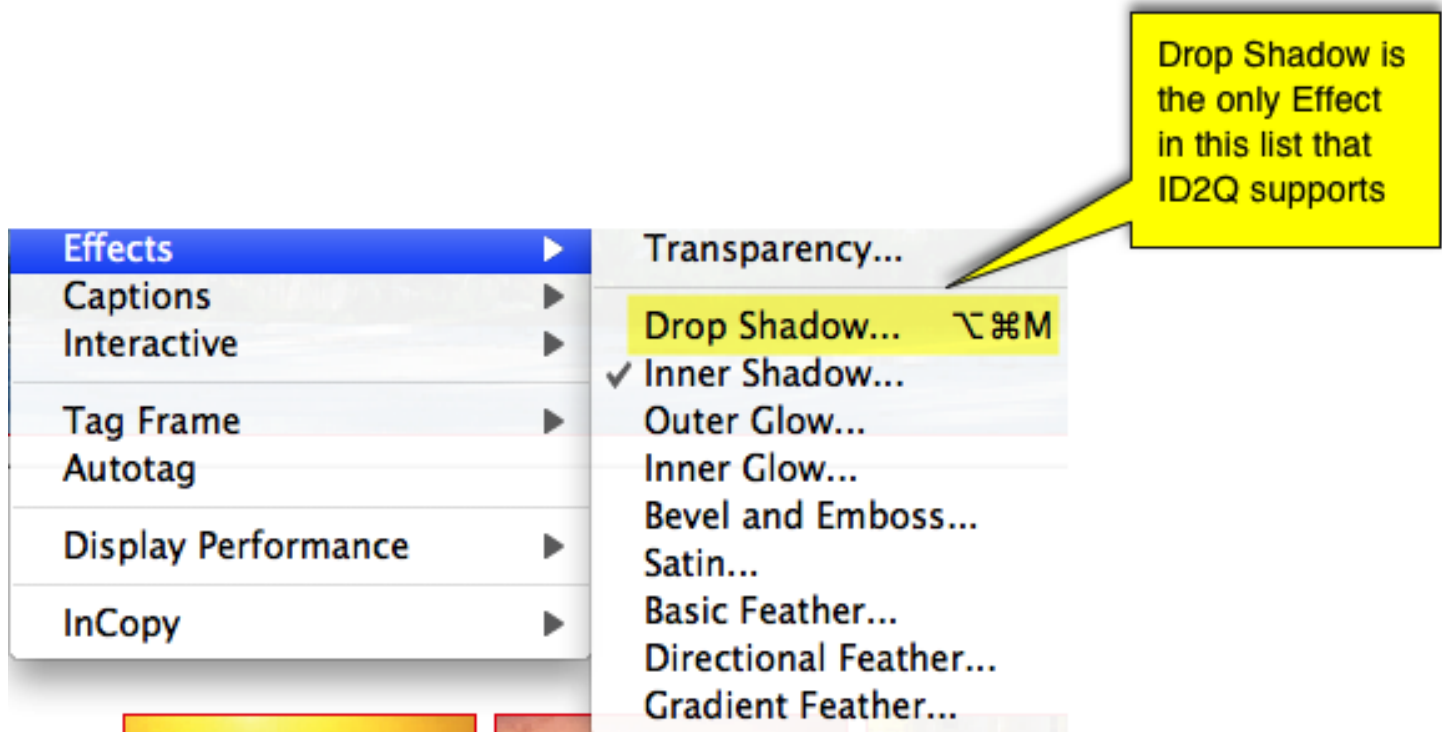 Drop Shadow is
the only Effect
in this list that
ID2Q supports
Effects
Captions
Interactive
Tag Frame
Autotag
Display Performance
InCopy
Transparency...
Drop Shadow... ⌥⌘M
✓ Inner Shadow...
Outer Glow...
Inner Glow...
Bevel and Emboss...
Satin...
Basic Feather...
Directional Feather...
Gradient Feather...